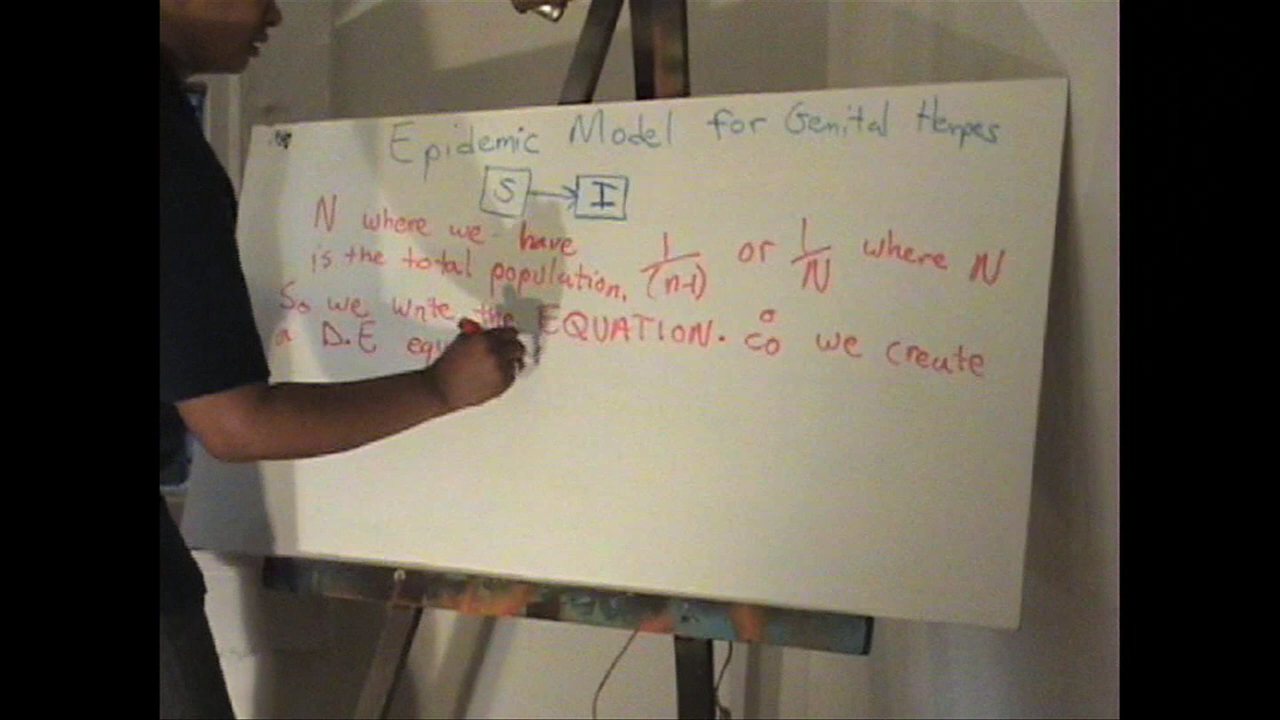 Epidemic Model for Genital Herpes
S → I
N where we have 1/(n-1) or 1/N where N
is the total population.
So we write the EQUATION. So we create
a D.E